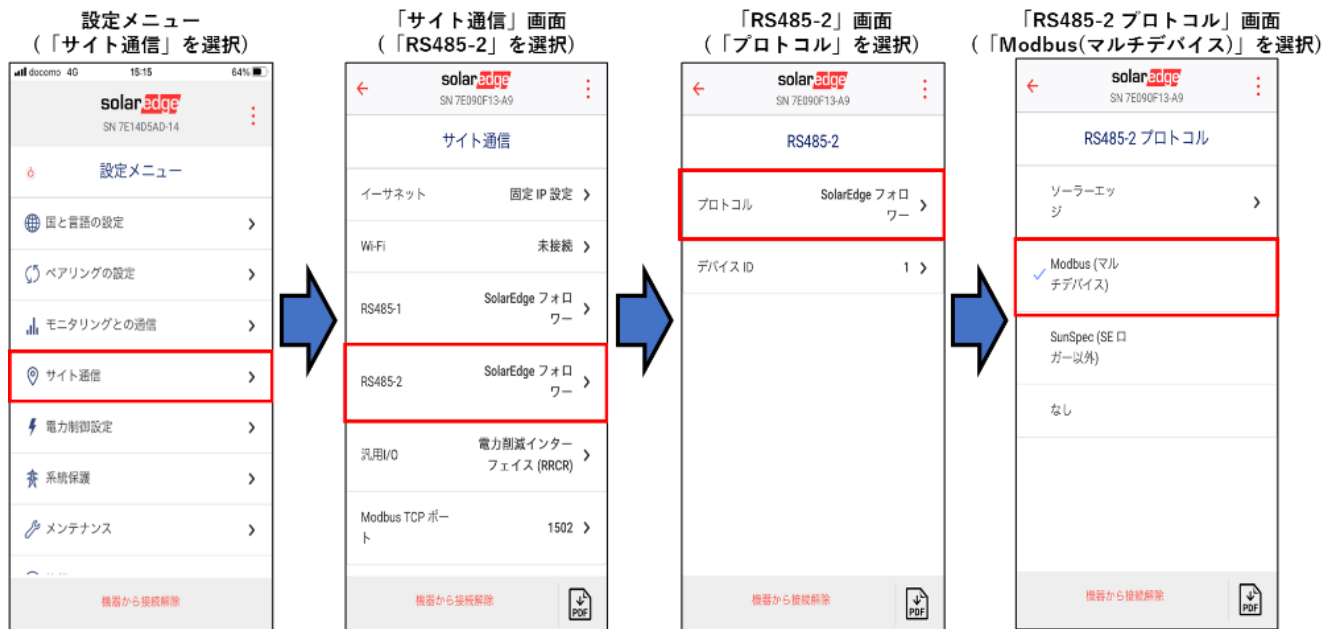 設定メニュー
(「サイト通信」を選択)
docomo 4G 15:15 64%
solaredge
SN 7E14D5AD-14
設定メニュー
国と言語の設定
ペアリングの設定
モニタリングとの通信
サイト通信
電力制御設定
系統保護
メンテナンス
機器から接続解除
「サイト通信」画面
(「RS485-2」を選択)
solaredge
SN 7E090F13-A9
サイト通信
イーサネット 固定 IP 設定
Wi-Fi 未接続
RS485-1 SolarEdge フォロ
ワー
RS485-2 SolarEdge フォロ
ワー
汎用I/O 電力削減インター
フェイス (RRCR)
Modbus TCP ポー
ト 1502
機器から接続解除
PDF
「RS485-2」画面
(「プロトコル」を選択)
solaredge
SN 7E090F13-A9
RS485-2
プロトコル SolarEdge フォロ
ワー
デバイス ID 1
機器から接続解除
PDF
「RS485-2 プロトコル」画面
(「Modbus(マルチデバイス)」を選択)
solaredge
SN 7E090F13-A9
RS485-2 プロトコル
ソーラーエッ
ジ
Modbus (マル
チデバイス)
SunSpec (SE ロ
ガー以外)
なし
機器から接続解除
PDF